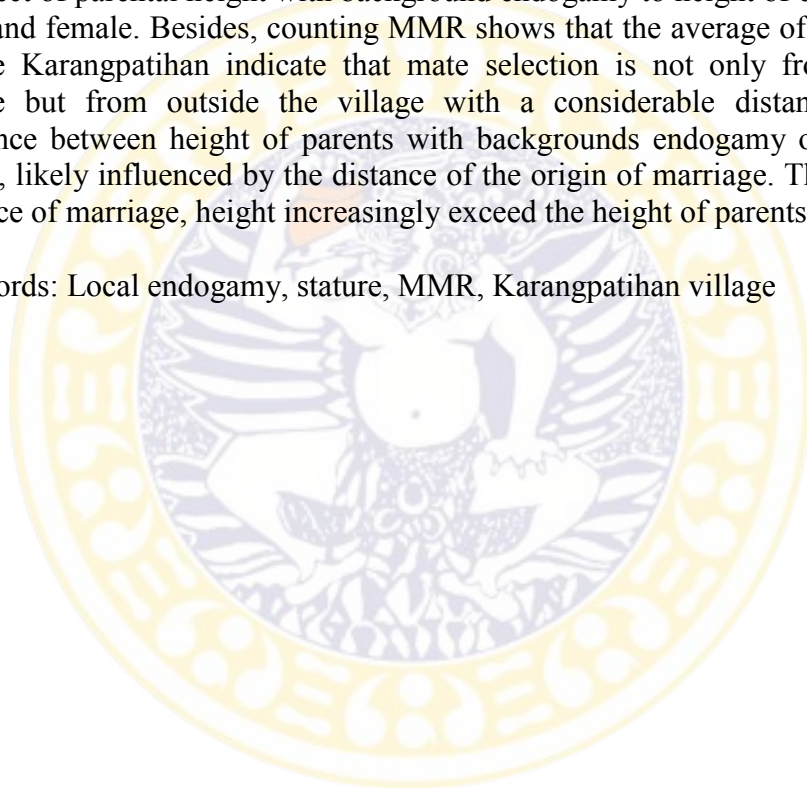 and female. Besides, counting MMR shows that the average of
Karangpatihan indicate that mate selection is not only
but from outside the village with a considerable
between height of parents with backgrounds endogamy
likely influenced by the distance of the origin of marriage.
of marriage, height increasingly exceed the height of parents
Local endogamy, stature, MMR, Karangpatihan village